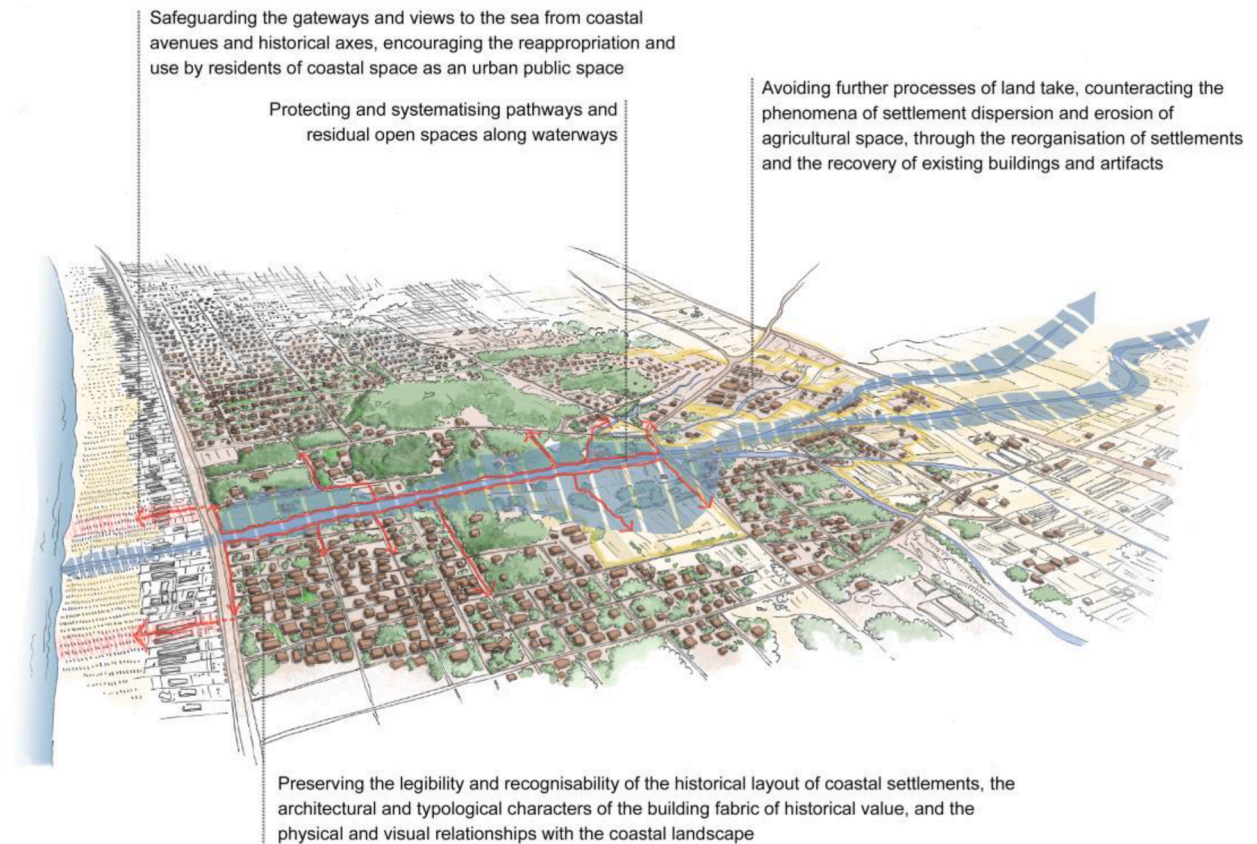 Safeguarding the gateways and views to the sea from coastal
avenues and historical axes, encouraging the reappropriation and
use by residents of coastal space as an urban public space
Protecting and systematising pathways and
residual open spaces along waterways
Avoiding further processes of land take, counteracting the
phenomena of settlement dispersion and erosion of
agricultural space, through the reorganisation of settlements
and the recovery of existing buildings and artifacts
Preserving the legibility and recognisability of the historical layout of coastal settlements, the
architectural and typological characters of the building fabric of historical value, and the
physical and visual relationships with the coastal landscape